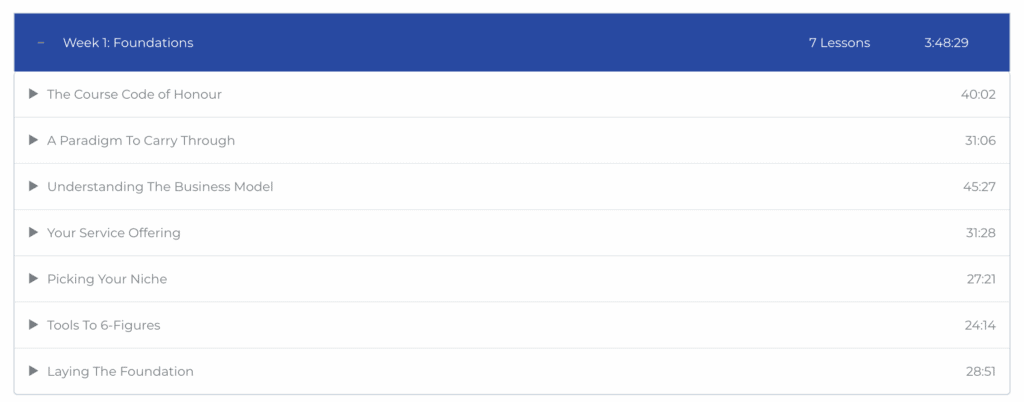 – Week 1: Foundations 7 Lessons 3:48:29
The Course Code of Honour 40:02
A Paradigm To Carry Through 31:06
Understanding The Business Model 45:27
Your Service Offering 31:28
Picking Your Niche 27:21
Tools To 6-Figures 24:14
Laying The Foundation 28:51